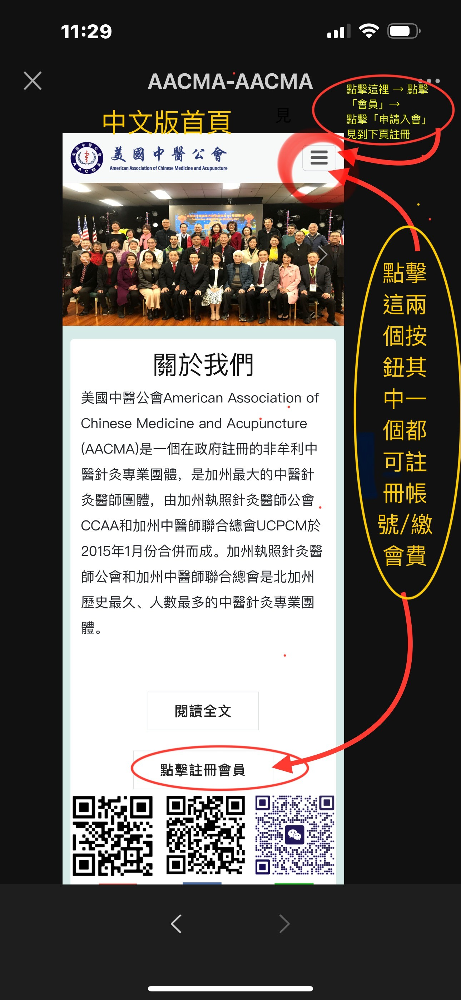 11:29
AACMA-AACMA
點擊這裡 → 點擊
「會員」→
點擊「申請入會」
見到下頁註冊
中文版首頁
見
美國中醫公會
AACMA
美國中醫公會
American Association of Chinese Medicine and Acupuncture
Celebration of
Medicine Day
點擊
這兩
個按
鈕其
中一
個都
可註
冊帳
號/繳
會費
關於我們
美國中醫公會American Association of
Chinese Medicine and Acupuncture
(AACMA)是一個在政府註冊的非牟利中
醫針灸專業團體，是加州最大的中醫針
灸醫師團體，由加州執照針灸醫師公會
CCAA和加州中醫師聯合總會UCPCM於
2015年1月份合併而成。加州執照針灸醫
師公會和加州中醫師聯合總會是北加州
歷史最久、人數最多的中醫針灸專業團
體。
閱讀全文
點擊註冊會員